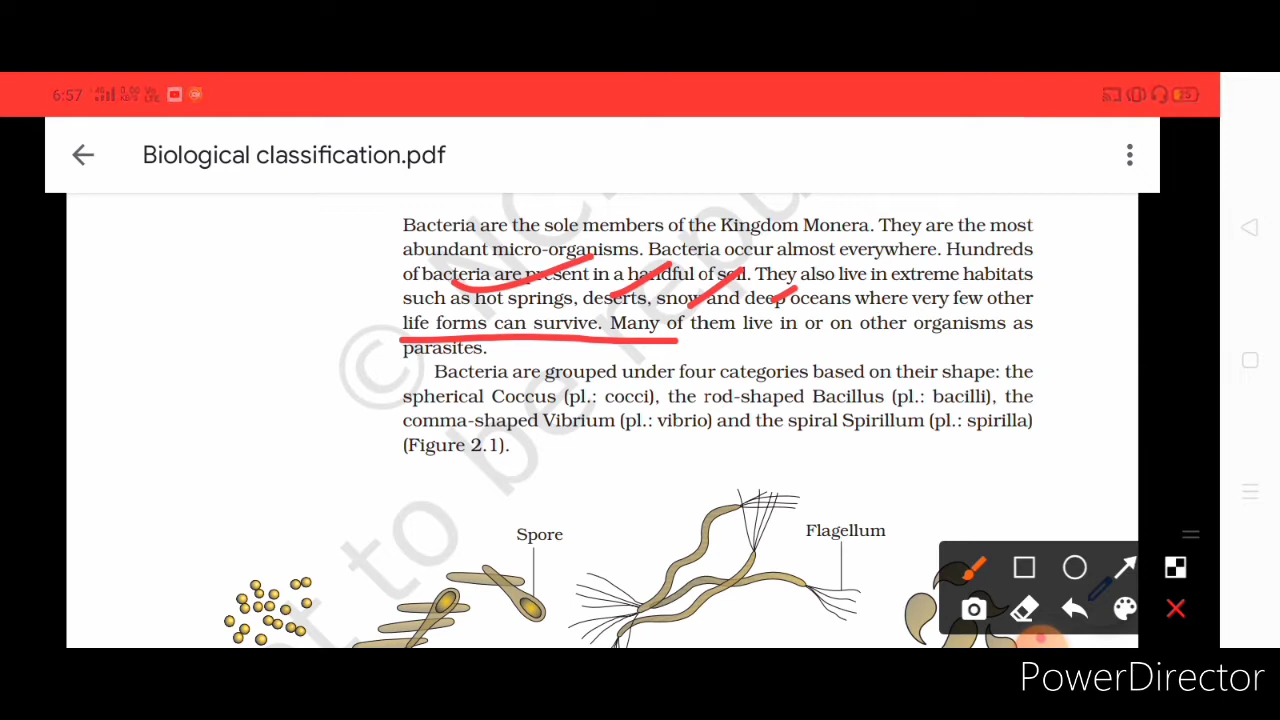 6:57
Biological classification.pdf
Bacteria are the sole members of the Kingdom Monera. They are the most
abundant micro-organisms. Bacteria occur almost everywhere. Hundreds
of bacteria are present in a handful of soil. They also live in extreme habitats
such as hot springs, deserts, snow and deep oceans where very few other
life forms can survive. Many of them live in or on other organisms as
parasites.
Bacteria are grouped under four categories based on their shape: the
spherical Coccus (pl.: cocci), the rod-shaped Bacillus (pl.: bacilli), the
comma-shaped Vibrium (pl.: vibrio) and the spiral Spirillum (pl.: spirilla)
(Figure 2.1).
Spore
Flagellum
PowerDirector